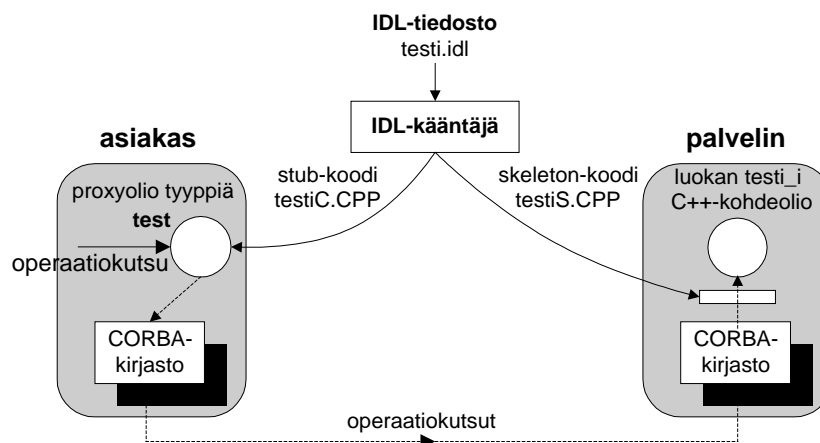 IDL-tiedosto
testi.idl
IDL-kääntäjä
asiakas
palvelin
stub-koodi
testiC.CPP
skeleton-koodi
testiS.CPP
proxyolio tyyppiä
test
operaatiokutsu
luokan testi_i
C++-kohdeolio
CORBA-
kirjasto
CORBA-
kirjasto
operaatiokutsut